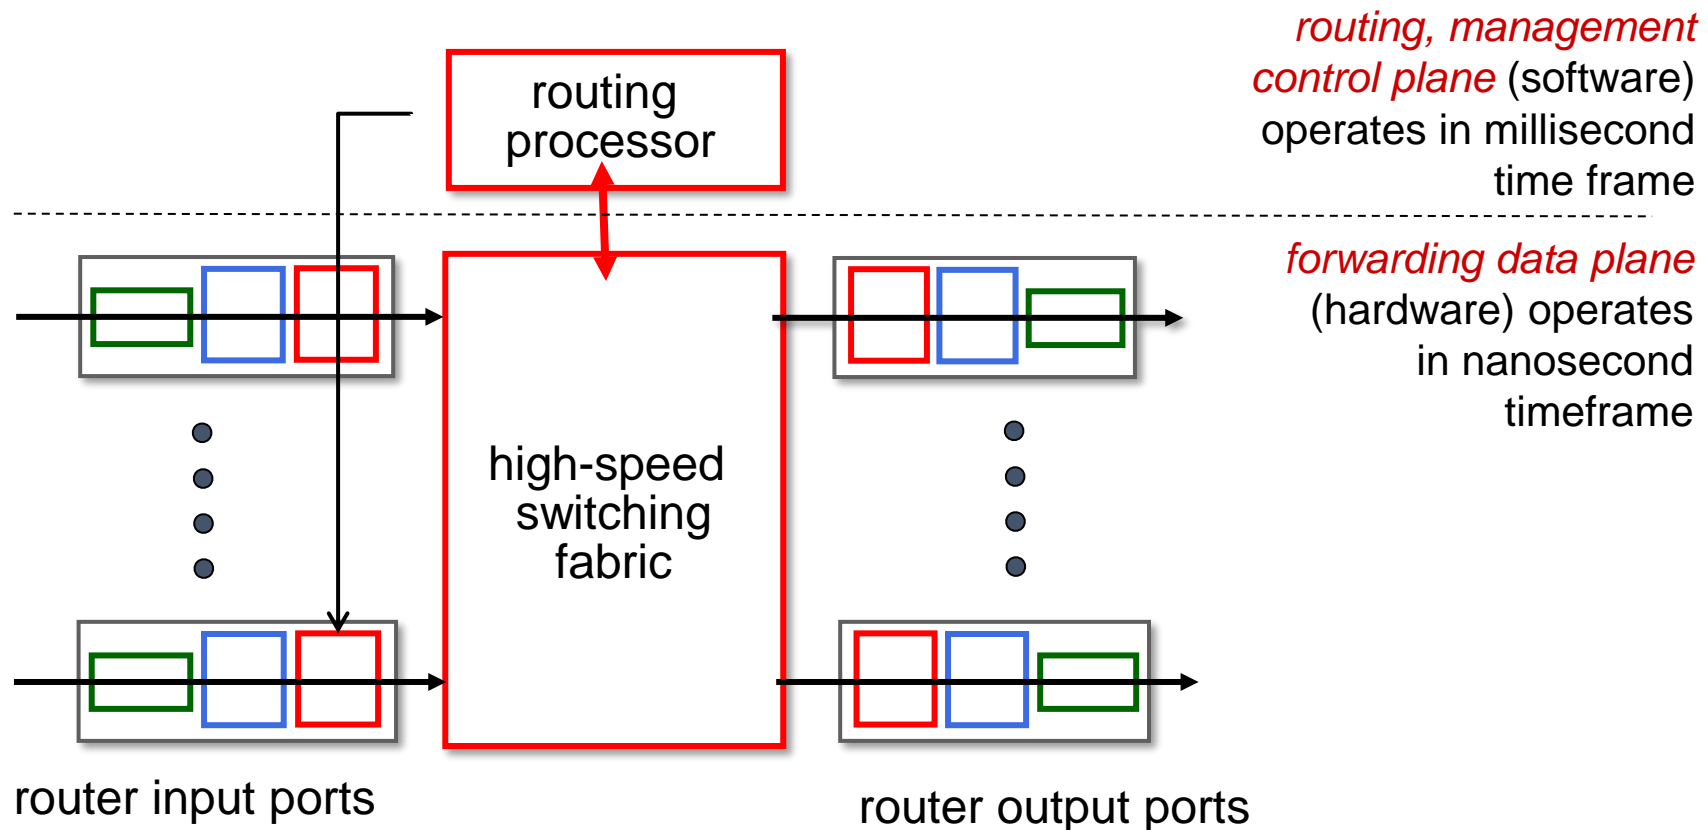 routing, management
control plane (software)
operates in millisecond
time frame
routing
processor
forwarding data plane
(hardware) operates
in nanosecond
timeframe
high-speed
switching
fabric
router input ports
router output ports